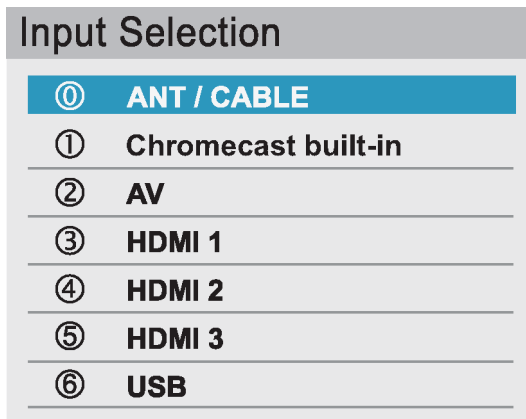 Input Selection
⓪ ANT / CABLE
① Chromecast built-in
② AV
③ HDMI 1
④ HDMI 2
⑤ HDMI 3
⑥ USB